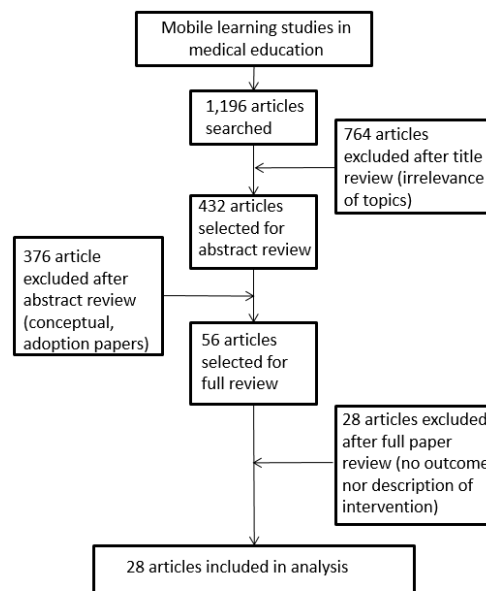 Mobile learning studies in
medical education
1,196 articles
searched
764 articles
excluded after title
review (irrelevance
of topics)
432 articles
selected for
abstract review
376 article
excluded after
abstract review
(conceptual,
adoption papers)
56 articles
selected for
full review
28 articles excluded
after full paper
review (no outcome
nor description of
intervention)
28 articles included in analysis